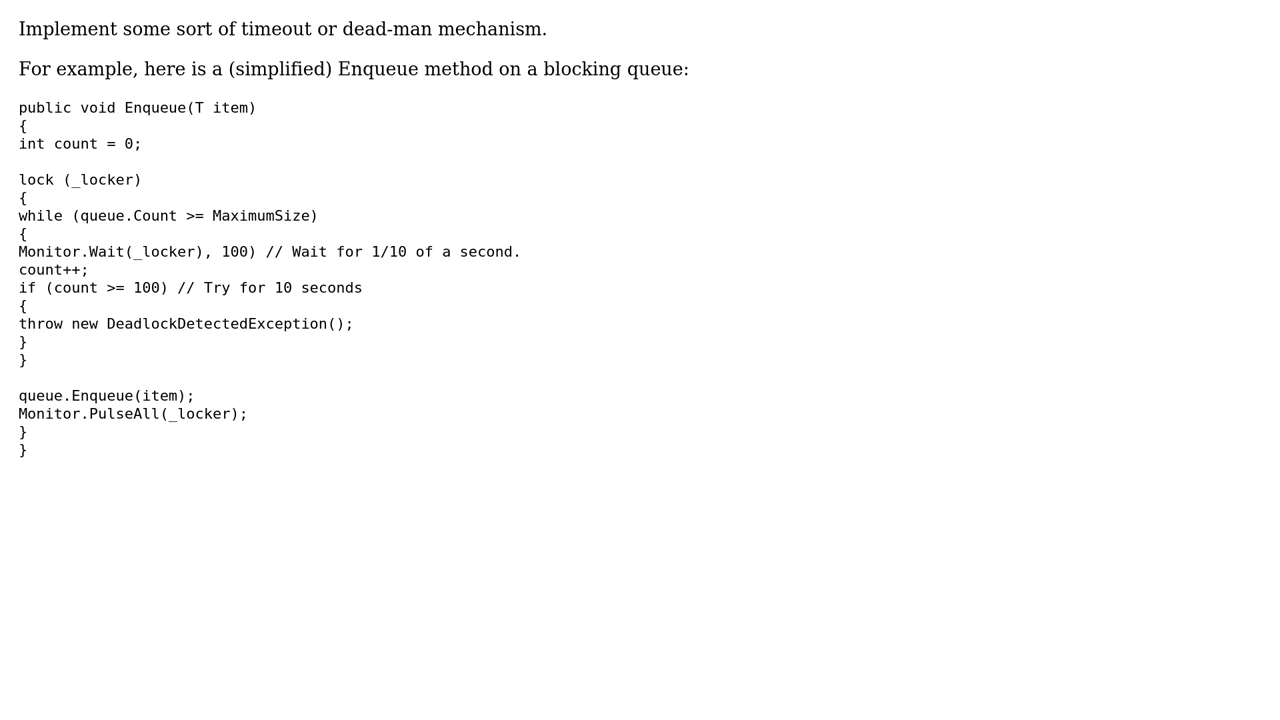 Implement some sort of timeout or dead-man mechanism.
For example, here is a (simplified) Enqueue method on a blocking queue:
public void Enqueue(T item)
{
int count = 0;
lock (_locker)
{
while (queue.Count >= MaximumSize)
{
Monitor.Wait(_locker), 100) // Wait for 1/10 of a second.
count++;
if (count >= 100) // Try for 10 seconds
{
throw new DeadlockDetectedException();
}
}
queue.Enqueue(item);
Monitor.PulseAll(_locker);
}
}